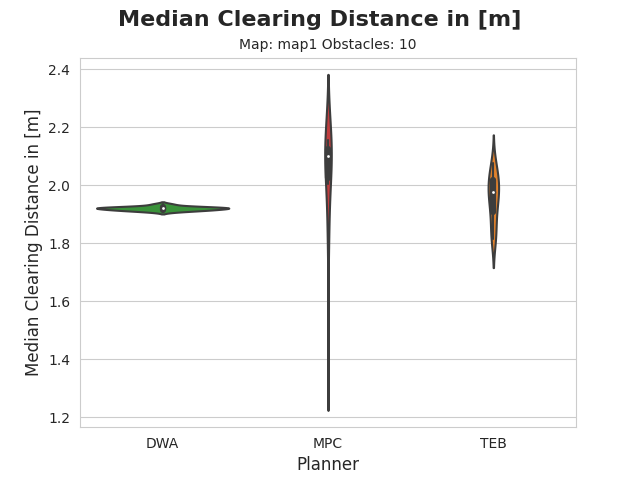 Median Clearing Distance in [m]
Map: map1 Obstacles: 10
Median Clearing Distance in [m]
2.4
2.2
2.0
1.8
1.6
1.4
1.2
DWA
MPC
TEB
Planner